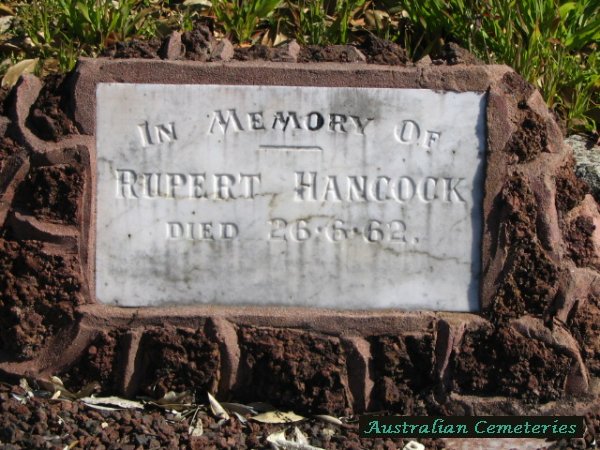 In Memory Of
Rupert Hancock
Died 26·6·62.
Australian Cemeteries